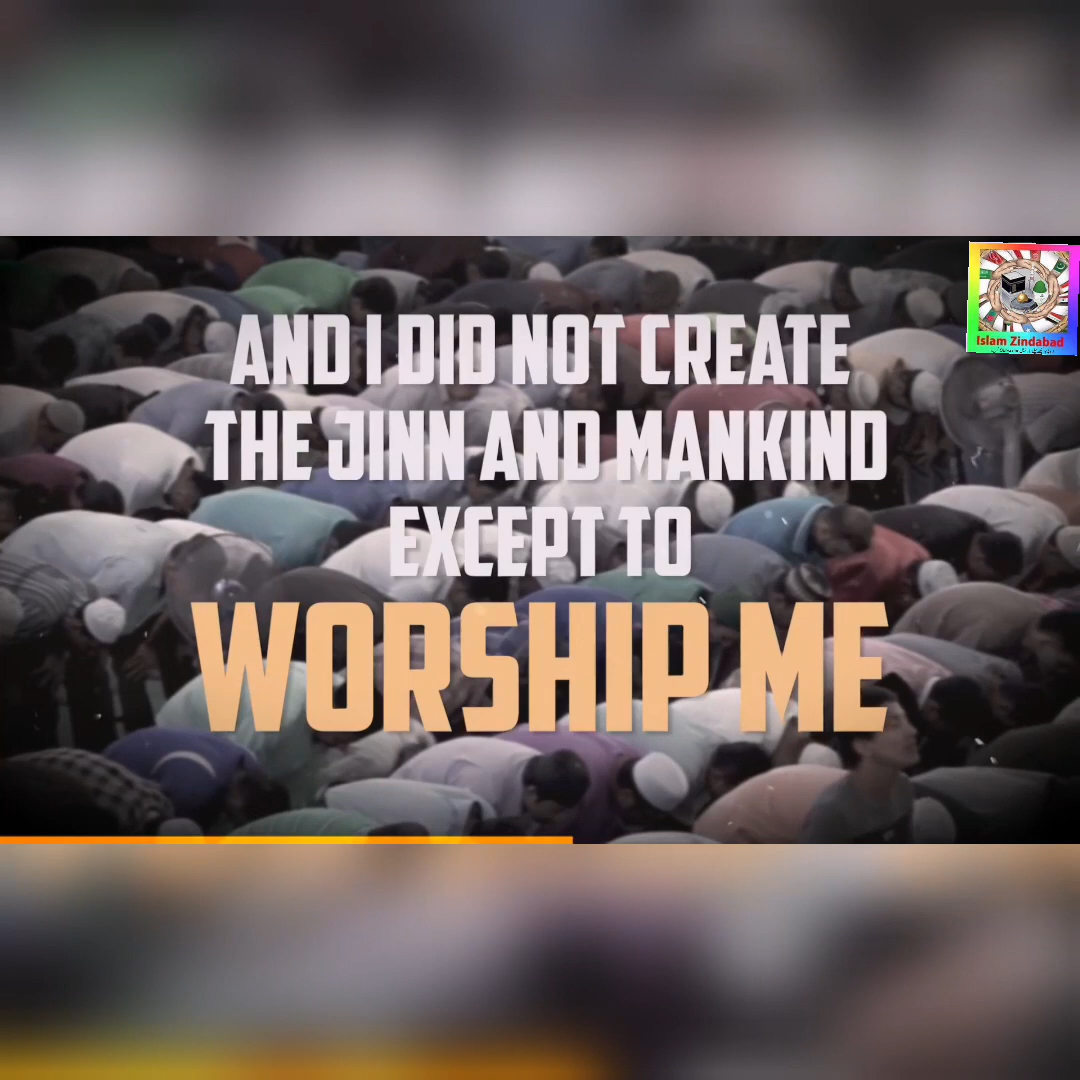 Islam Zindabad
AND I DID NOT CREATE
THE JINN AND MANKIND
EXCEPT TO
WORSHIP ME